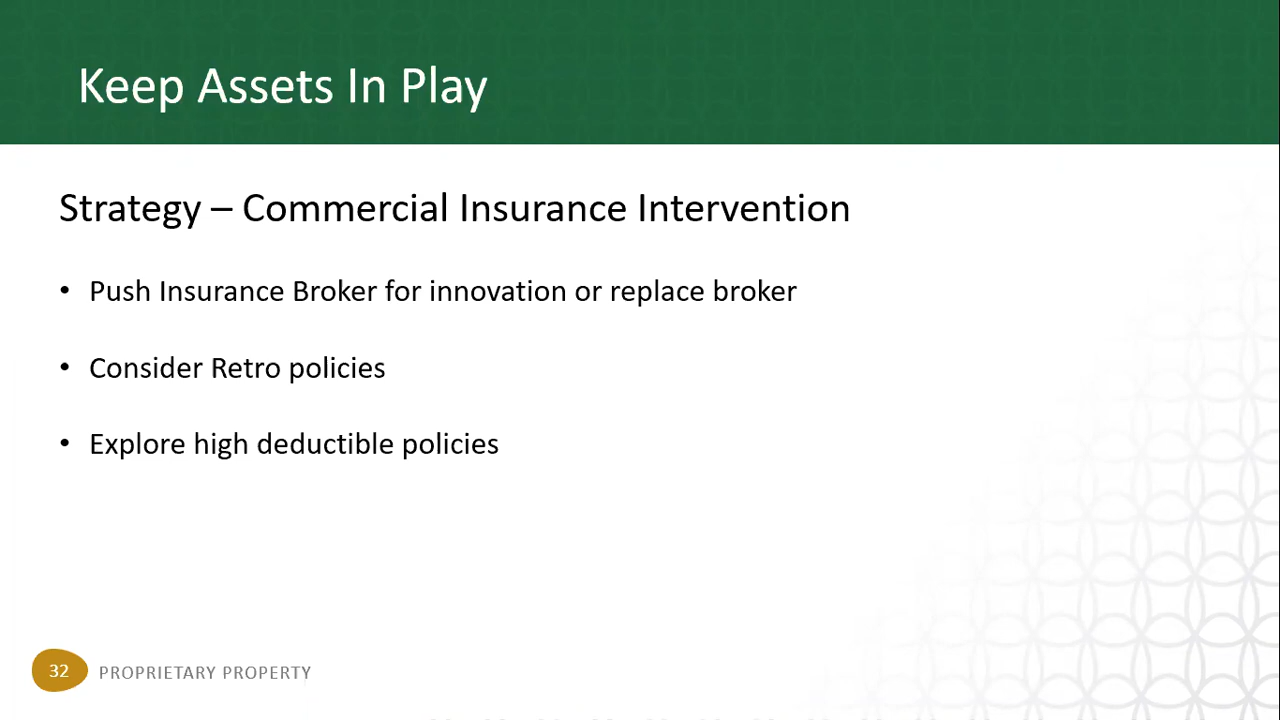 Keep Assets In Play
Strategy – Commercial Insurance Intervention
• Push Insurance Broker for innovation or replace broker
• Consider Retro policies
• Explore high deductible policies
32 PROPRIETARY PROPERTY